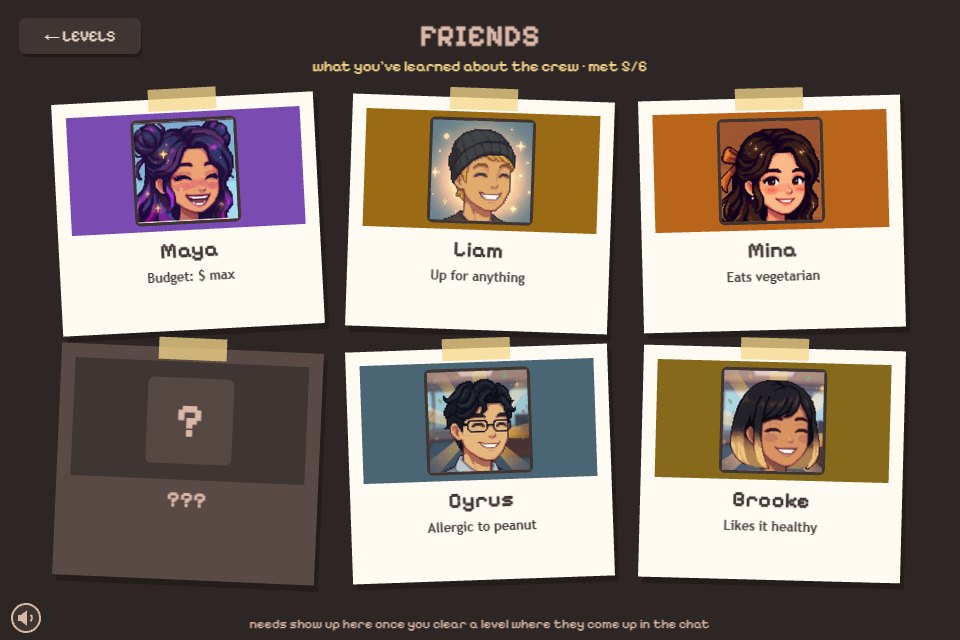 ← LEVELS
FRIENDS
what you've learned about the crew · met 5/6
Maya
Budget: $ max
Liam
Up for anything
Mina
Eats vegetarian
?
???
Cyrus
Allergic to peanut
Brooke
Likes it healthy
needs show up here once you clear a level where they come up in the chat